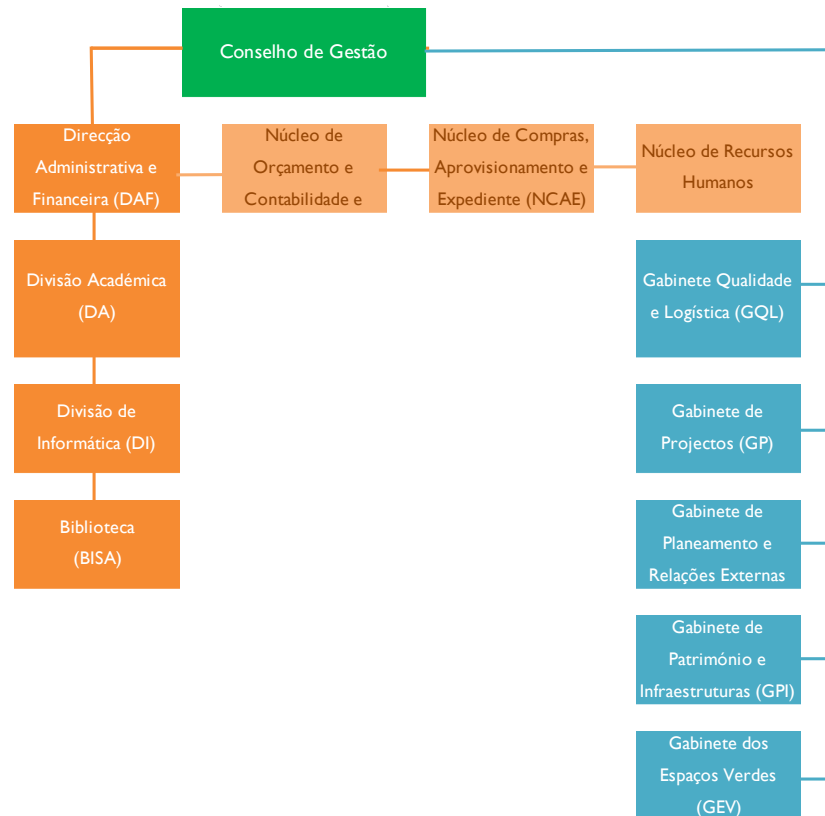 Conselho de Gestão
Direcção
Administrativa e
Financeira (DAF)
Núcleo de
Orçamento e
Contabilidade e
Núcleo de Compras,
Aprovisionamento e
Expediente (NCAE)
Núcleo de Recursos
Humanos
Divisão Académica
(DA)
Gabinete Qualidade
e Logística (GQL)
Divisão de
Informática (DI)
Gabinete de
Projectos (GP)
Biblioteca
(BISA)
Gabinete de
Planeamento e
Relações Externas
Gabinete de
Património e
Infraestruturas (GPI)
Gabinete dos
Espaços Verdes
(GEV)